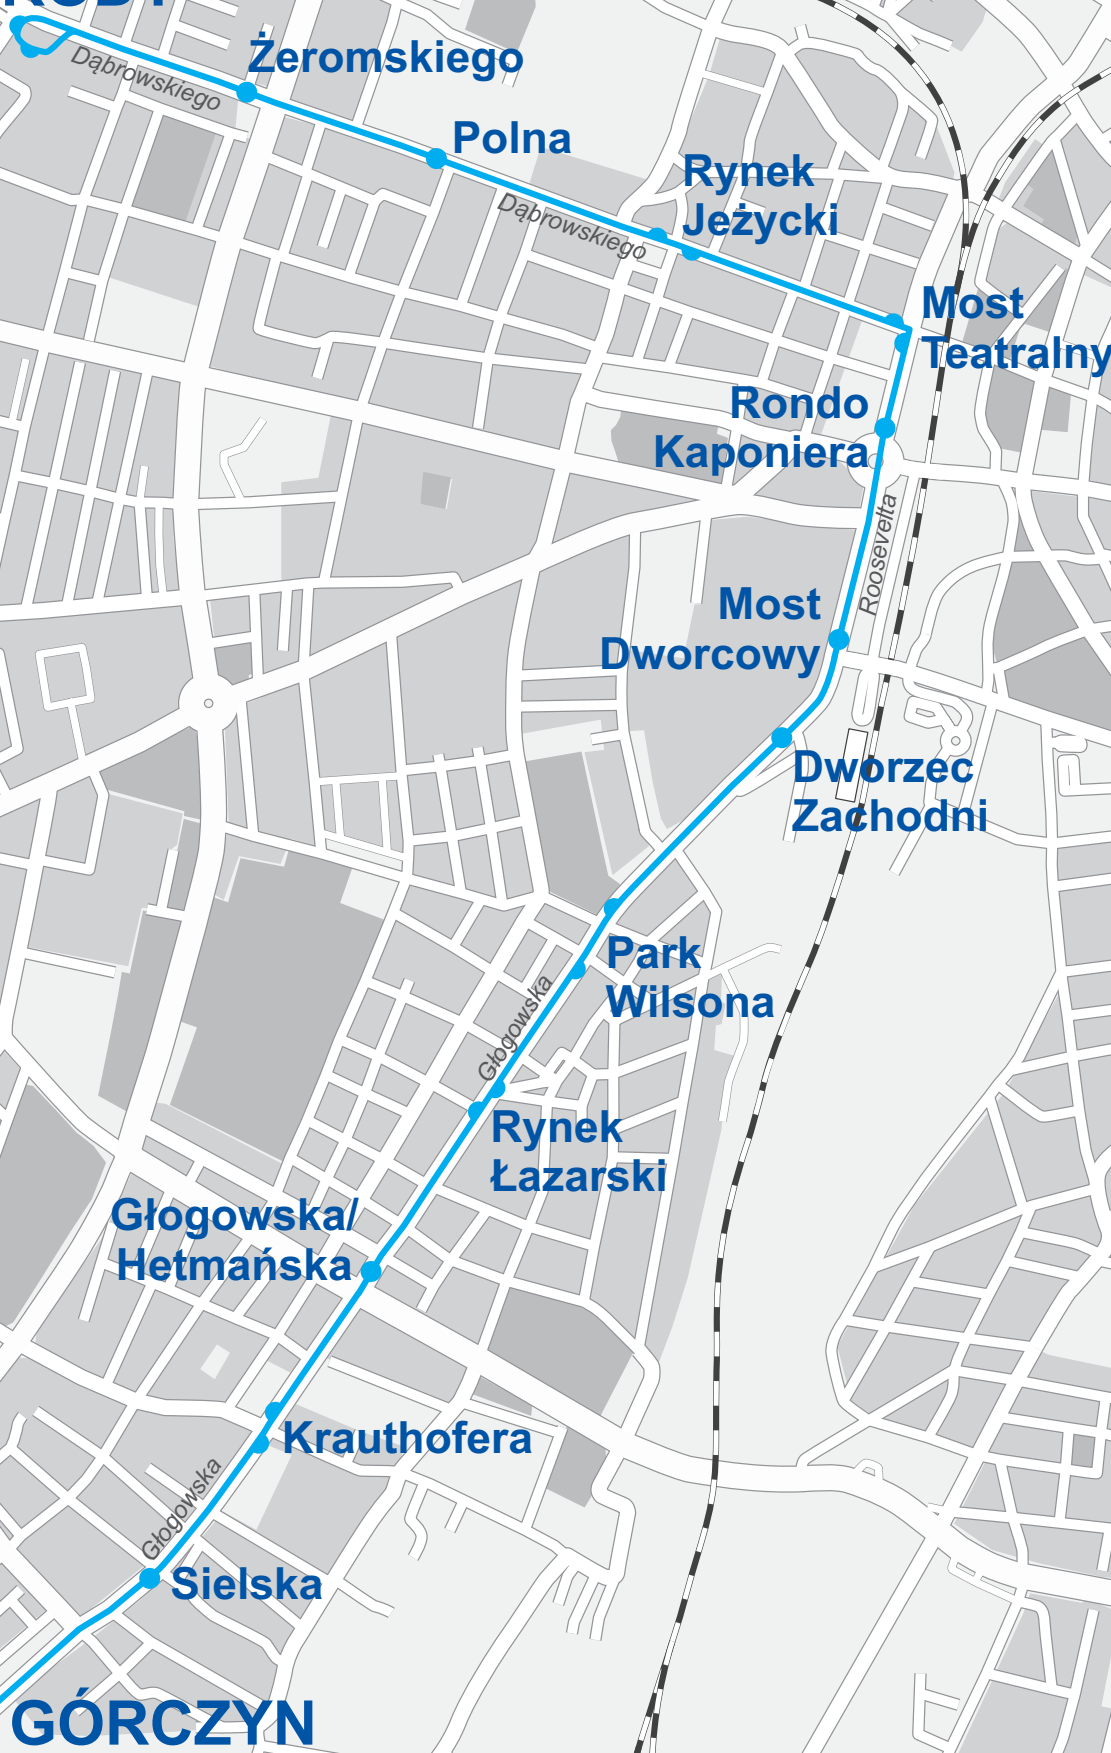 Żeromskiego
Dąbrowskiego
Polna
Rynek
Jeżycki
Dąbrowskiego
Most
Teatralny
Rondo
Kaponiera
Roosevelta
Most
Dworcowy
Dworzec
Zachodni
Park
Wilsona
Głogowska
Rynek
Łazarski
Głogowska/
Hetmańska
Krauthofera
Głogowska
Sielska
GÓRCZYN